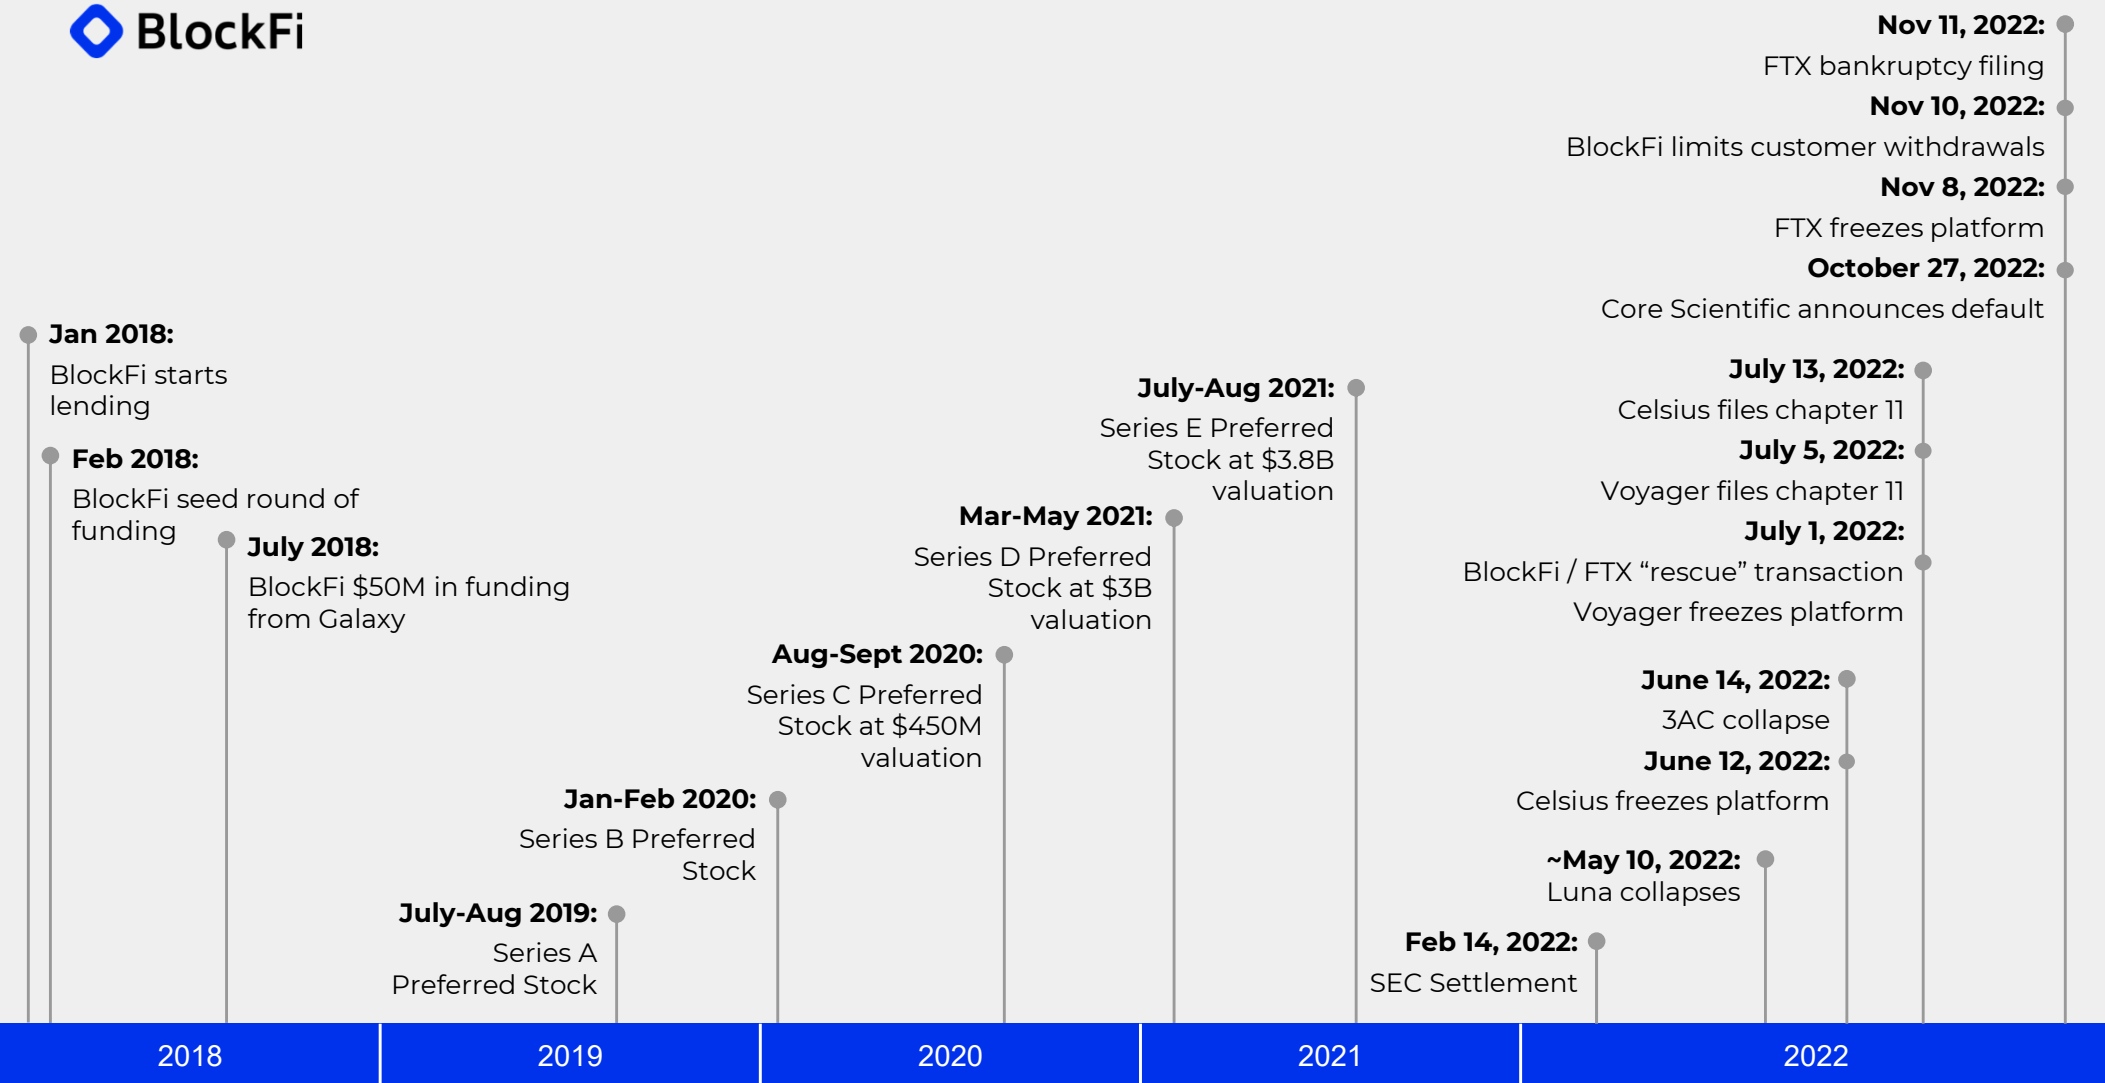 BlockFi
Jan 2018:
BlockFi starts
lending
Feb 2018:
BlockFi seed round of
funding
July 2018:
BlockFi $50M in funding
from Galaxy
July-Aug 2019:
Series A
Preferred Stock
Jan-Feb 2020:
Series B Preferred
Stock
Aug-Sept 2020:
Series C Preferred
Stock at $450M
valuation
Mar-May 2021:
Series D Preferred
Stock at $3B
valuation
July-Aug 2021:
Series E Preferred
Stock at $3.8B
valuation
Feb 14, 2022:
SEC Settlement
~May 10, 2022:
Luna collapses
June 14, 2022:
3AC collapse
June 12, 2022:
Celsius freezes platform
July 13, 2022:
Celsius files chapter 11
July 5, 2022:
Voyager files chapter 11
July 1, 2022:
BlockFi / FTX “rescue” transaction
Voyager freezes platform
Nov 11, 2022:
FTX bankruptcy filing
Nov 10, 2022:
BlockFi limits customer withdrawals
Nov 8, 2022:
FTX freezes platform
October 27, 2022:
Core Scientific announces default
2018
2019
2020
2021
2022